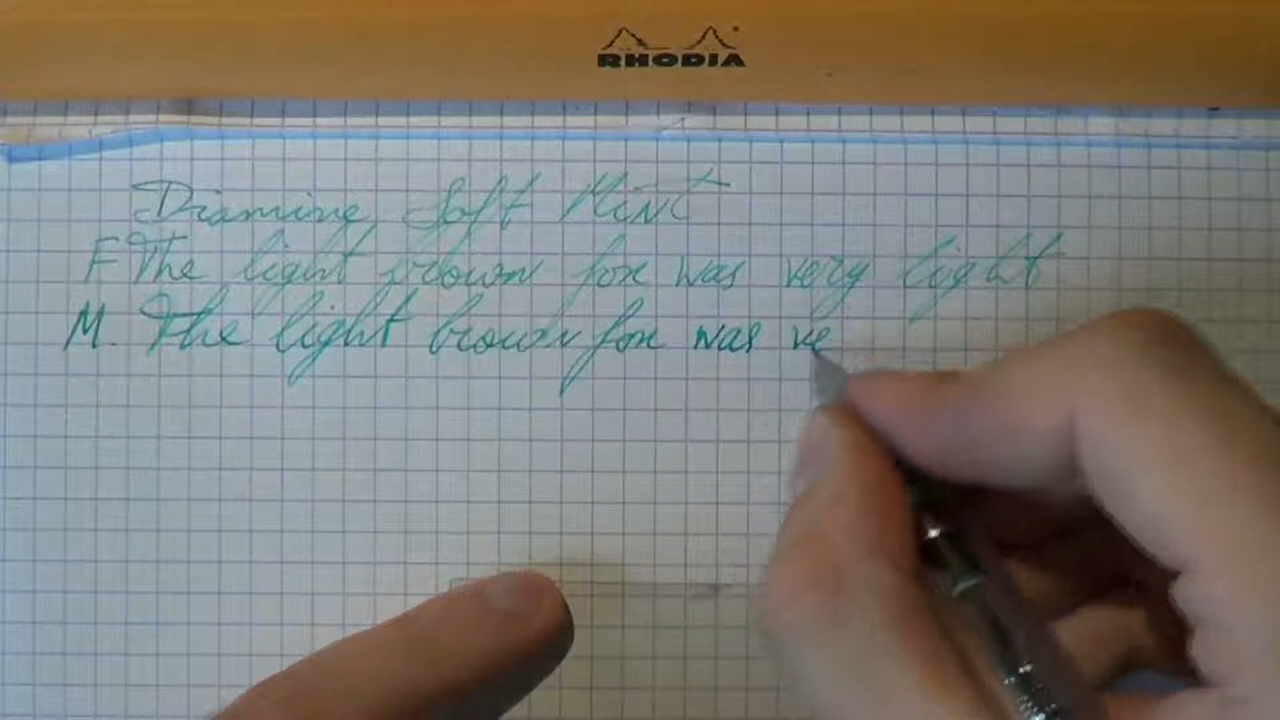 RHODIA
Diamine Soft Mint
F The light brown fox was very light
M. The light brown fox was ve